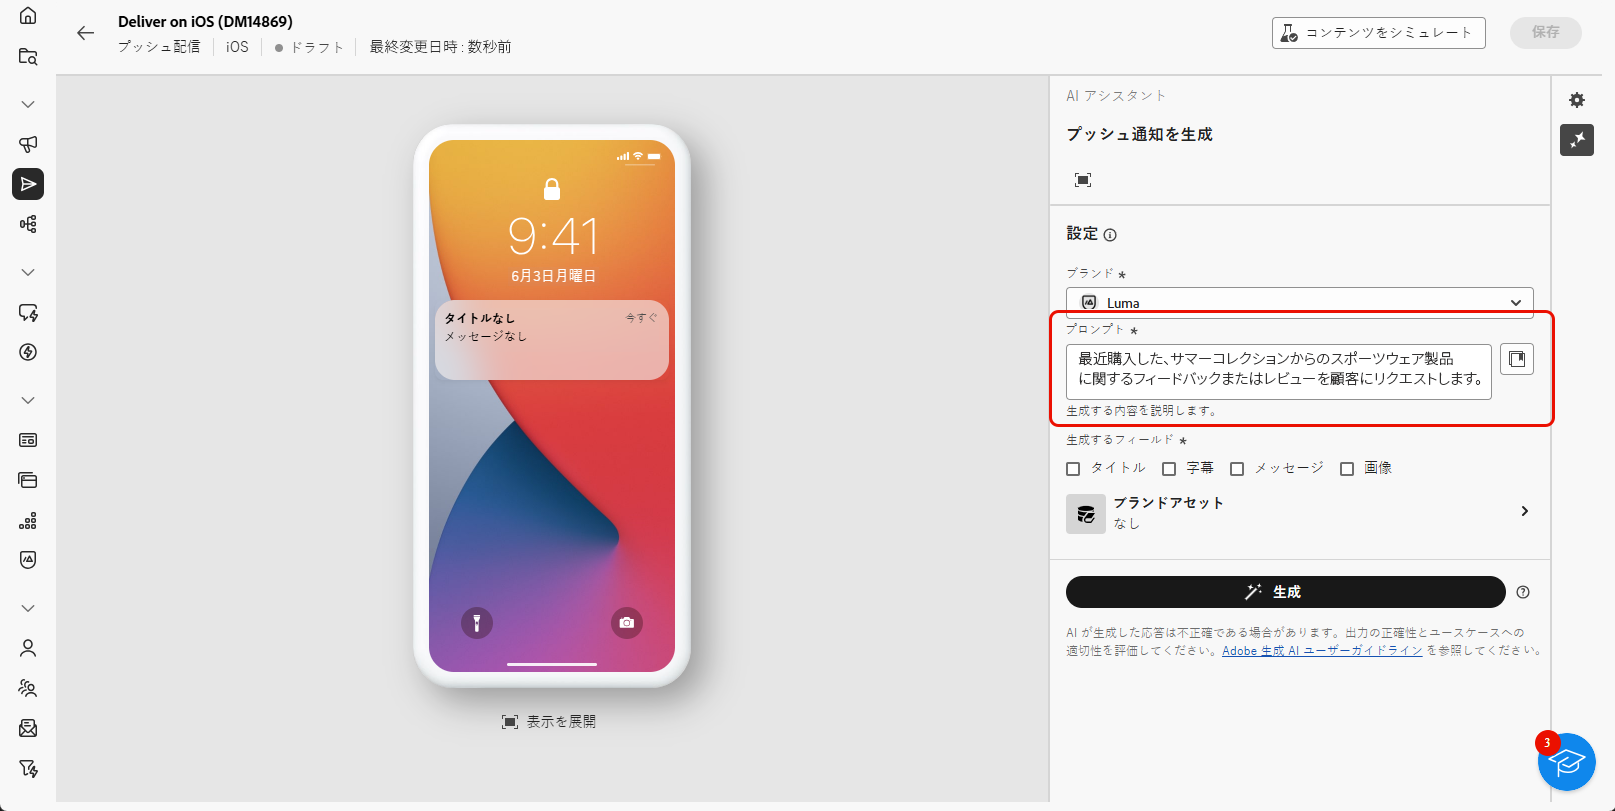 Deliver on iOS (DM14869)
プッシュ配信 iOS ドラフト 最終変更日時 : 数秒前
コンテンツをシミュレート
保存
9:41
6月3日月曜日
タイトルなし 今すぐ
メッセージなし
表示を展開
AI アシスタント
プッシュ通知を生成
設定
ブランド *
Luma
プロンプト *
最近購入した、サマーコレクションからのスポーツウェア製品
に関するフィードバックまたはレビューを顧客にリクエストします。
生成する内容を説明します。
生成するフィールド *
タイトル 字幕 メッセージ 画像
ブランドアセット
なし
生成
AI が生成した応答は不正確である場合があります。出力の正確性とユースケースへの
適切性を評価してください。Adobe 生成 AI ユーザーガイドライン を参照してください。
3